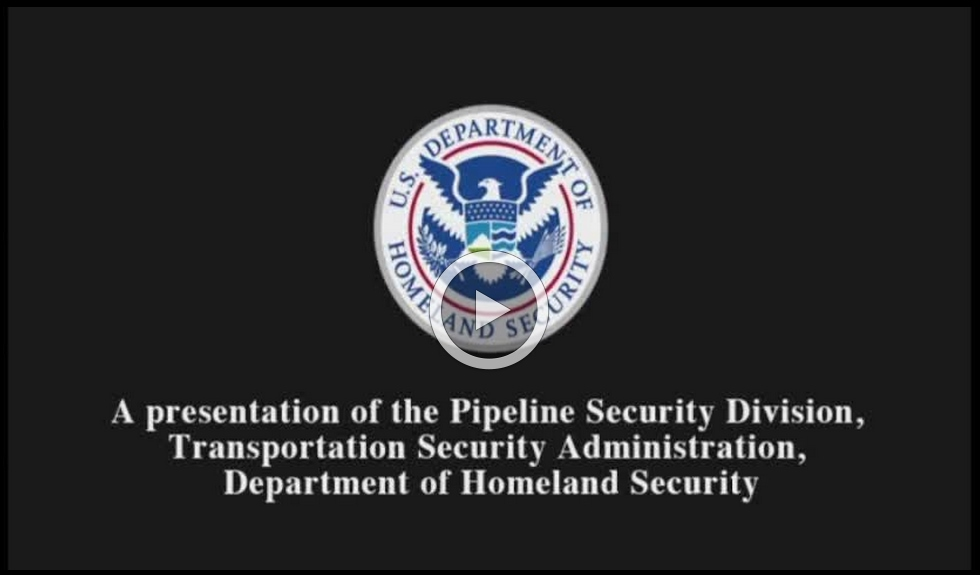 U.S. DEPARTMENT OF
HOMELAND SECURITY
A presentation of the Pipeline Security Division,
Transportation Security Administration,
Department of Homeland Security